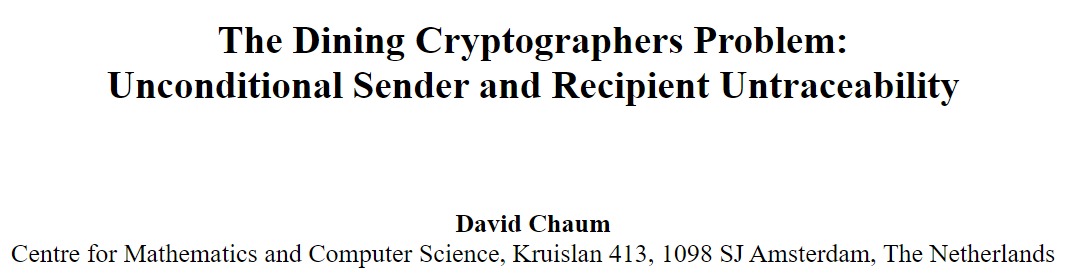 The Dining Cryptographers Problem:
Unconditional Sender and Recipient Untraceability
David Chaum
Centre for Mathematics and Computer Science, Kruislan 413, 1098 SJ Amsterdam, The Netherlands